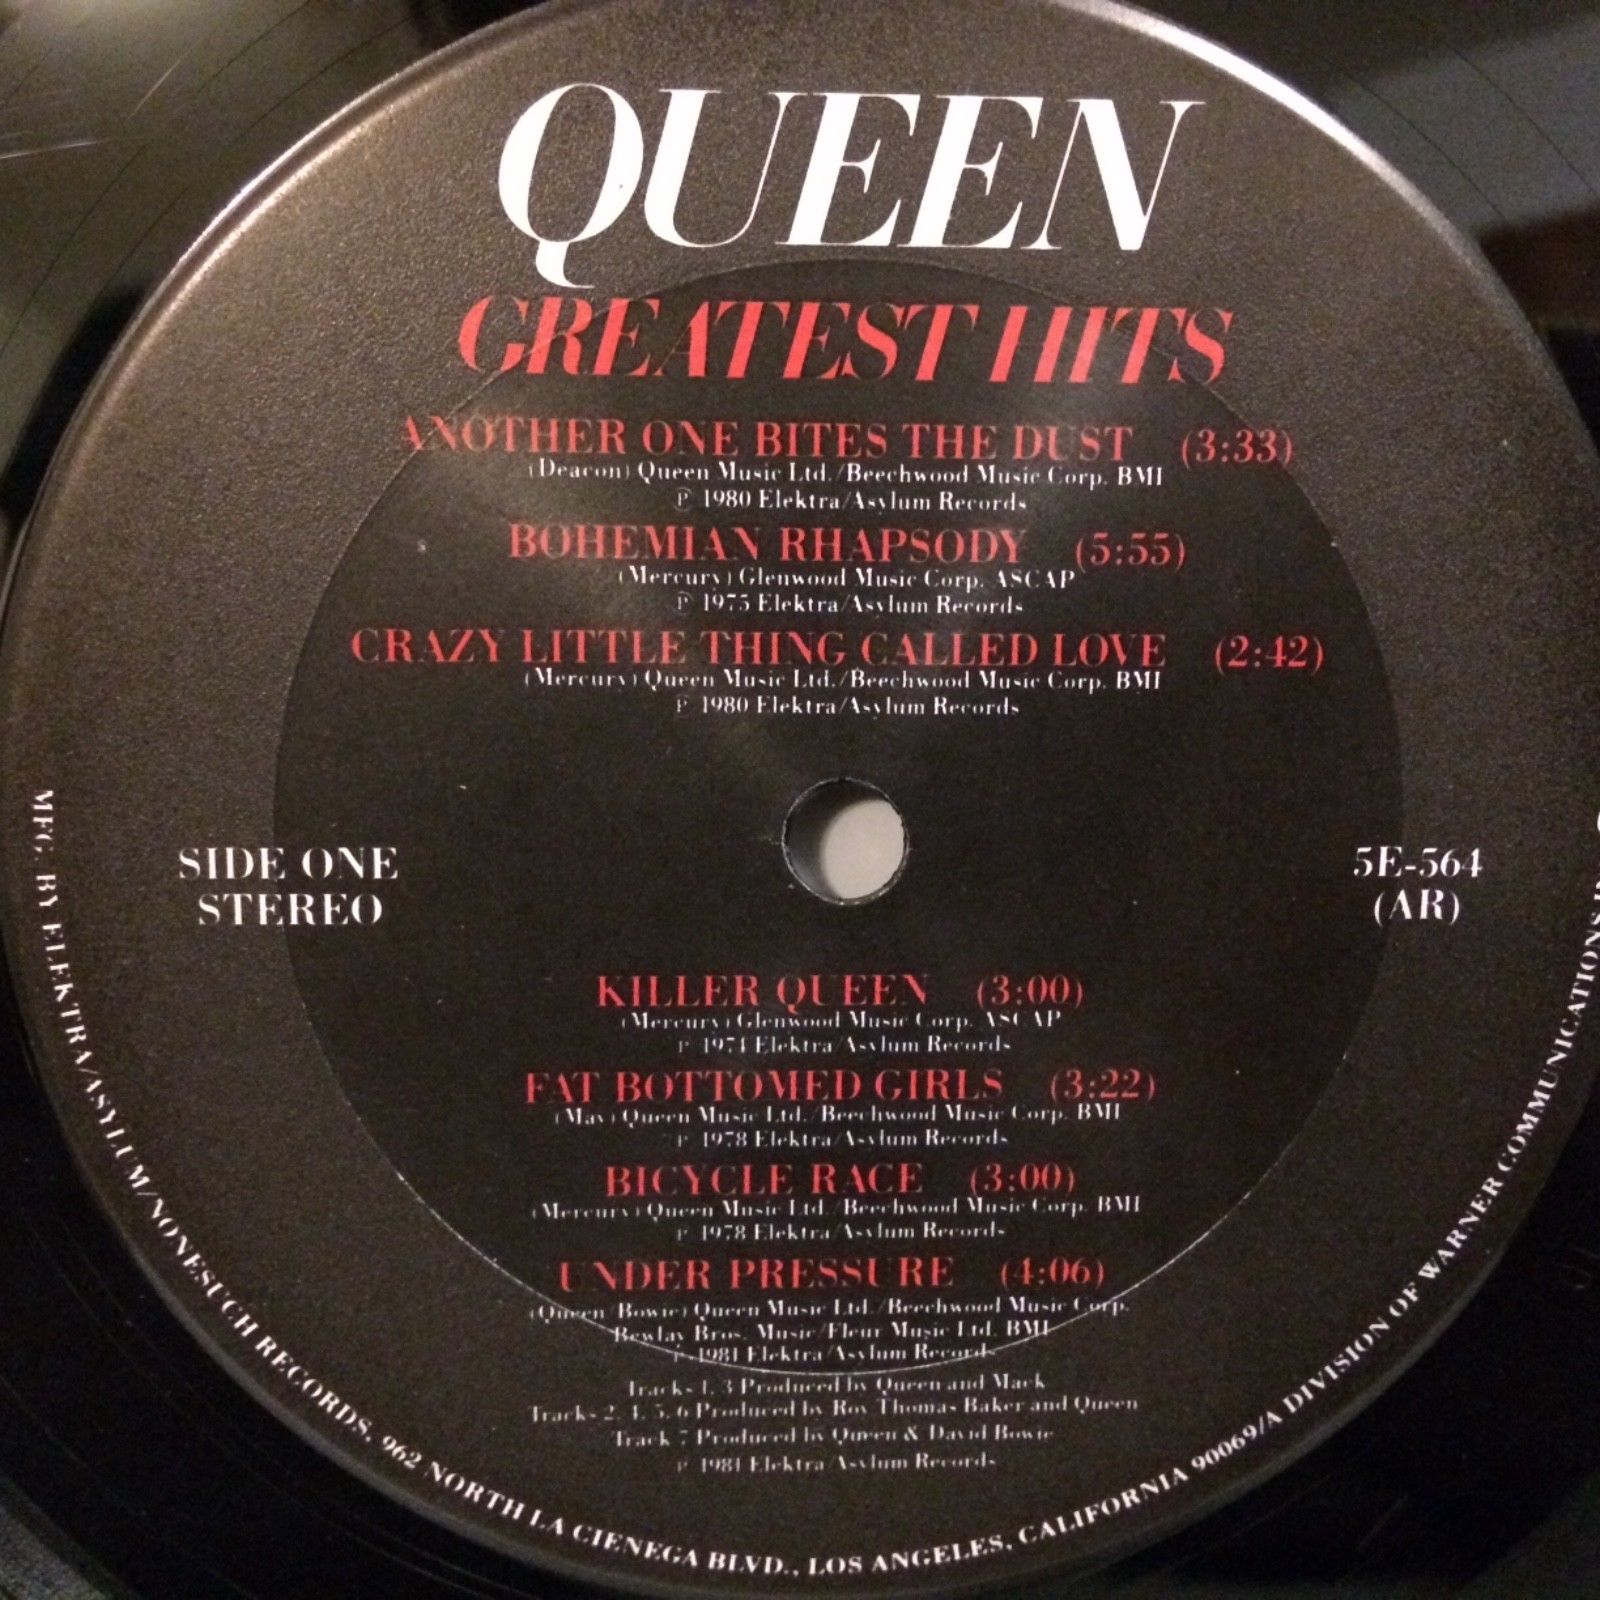 QUEEN
GREATEST HITS
ANOTHER ONE BITES THE DUST (3:33)
(Deacon) Queen Music Ltd./Beechwood Music Corp. BMI
℗ 1980 Elektra/Asylum Records
BOHEMIAN RHAPSODY (5:55)
(Mercury) Glenwood Music Corp. ASCAP
℗ 1975 Elektra/Asylum Records
CRAZY LITTLE THING CALLED LOVE (2:42)
(Mercury) Queen Music Ltd./Beechwood Music Corp. BMI
℗ 1980 Elektra/Asylum Records
SIDE ONE
STEREO
5E-564
(AR)
KILLER QUEEN (3:00)
(Mercury) Glenwood Music Corp. ASCAP
℗ 1974 Elektra/Asylum Records
FAT BOTTOMED GIRLS (3:22)
(May) Queen Music Ltd./Beechwood Music Corp. BMI
℗ 1978 Elektra/Asylum Records
BICYCLE RACE (3:00)
(Mercury) Queen Music Ltd./Beechwood Music Corp. BMI
℗ 1978 Elektra/Asylum Records
UNDER PRESSURE (4:06)
(Queen/Bowie) Queen Music Ltd./Beechwood Music Corp.
Bewlay Bros. Music/Fleur Music Ltd. BMI
℗ 1981 Elektra/Asylum Records
Tracks 1, 3 Produced by Queen and Mack
Tracks 2, 4, 5, 6 Produced by Roy Thomas Baker and Queen
Track 7 Produced by Queen & David Bowie
℗ 1981 Elektra/Asylum Records
MFG. BY ELEKTRA/ASYLUM/NONESUCH RECORDS, 962 NORTH LA CIENEGA BLVD., LOS ANGELES, CALIFORNIA 90069/A DIVISION OF WARNER COMMUNICATIONS